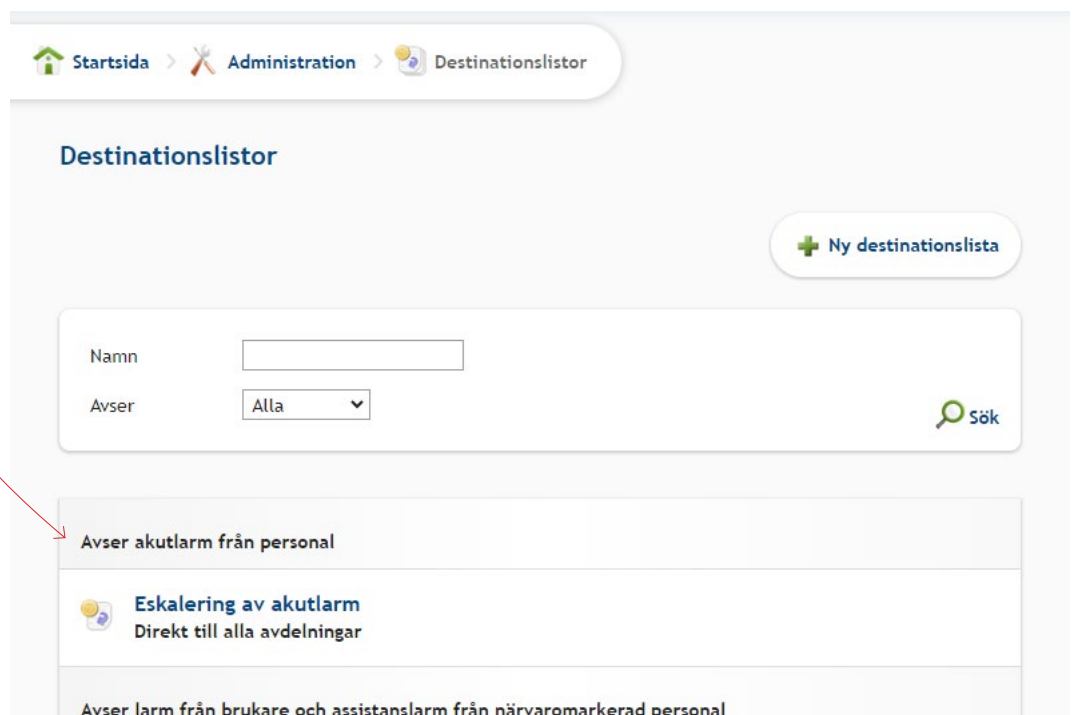 Startsida > Administration > Destinationslistor
Destinationslistor
Ny destinationslista
Namn
Avser Alla
Sök
Avser akutlarm från personal
Eskalering av akutlarm
Direkt till alla avdelningar
Avser larm från brukare och assistanslarm från närvaromarkerad personal